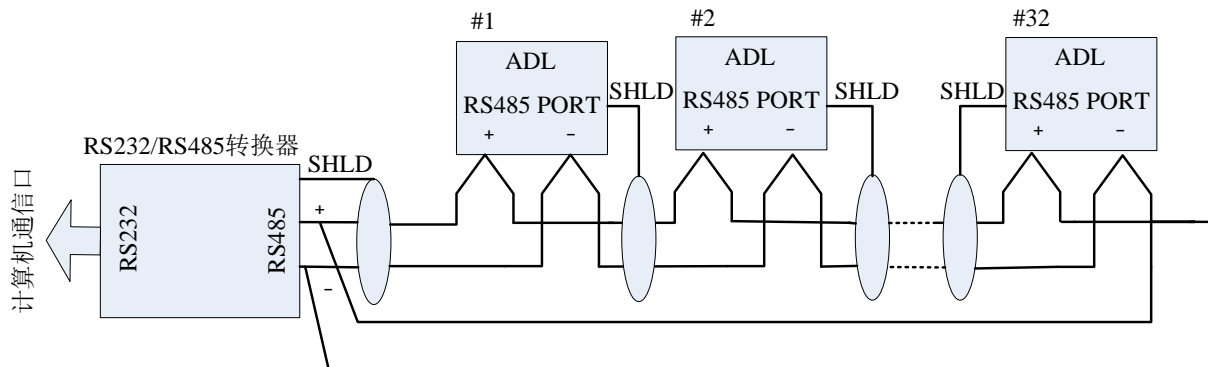 #1
#2
#32
ADL
RS485 PORT
+
-
SHLD
ADL
RS485 PORT
+
-
SHLD
SHLD
ADL
RS485 PORT
+
-
RS232/RS485转换器
SHLD
RS232
RS485
+
-
计算机通信口